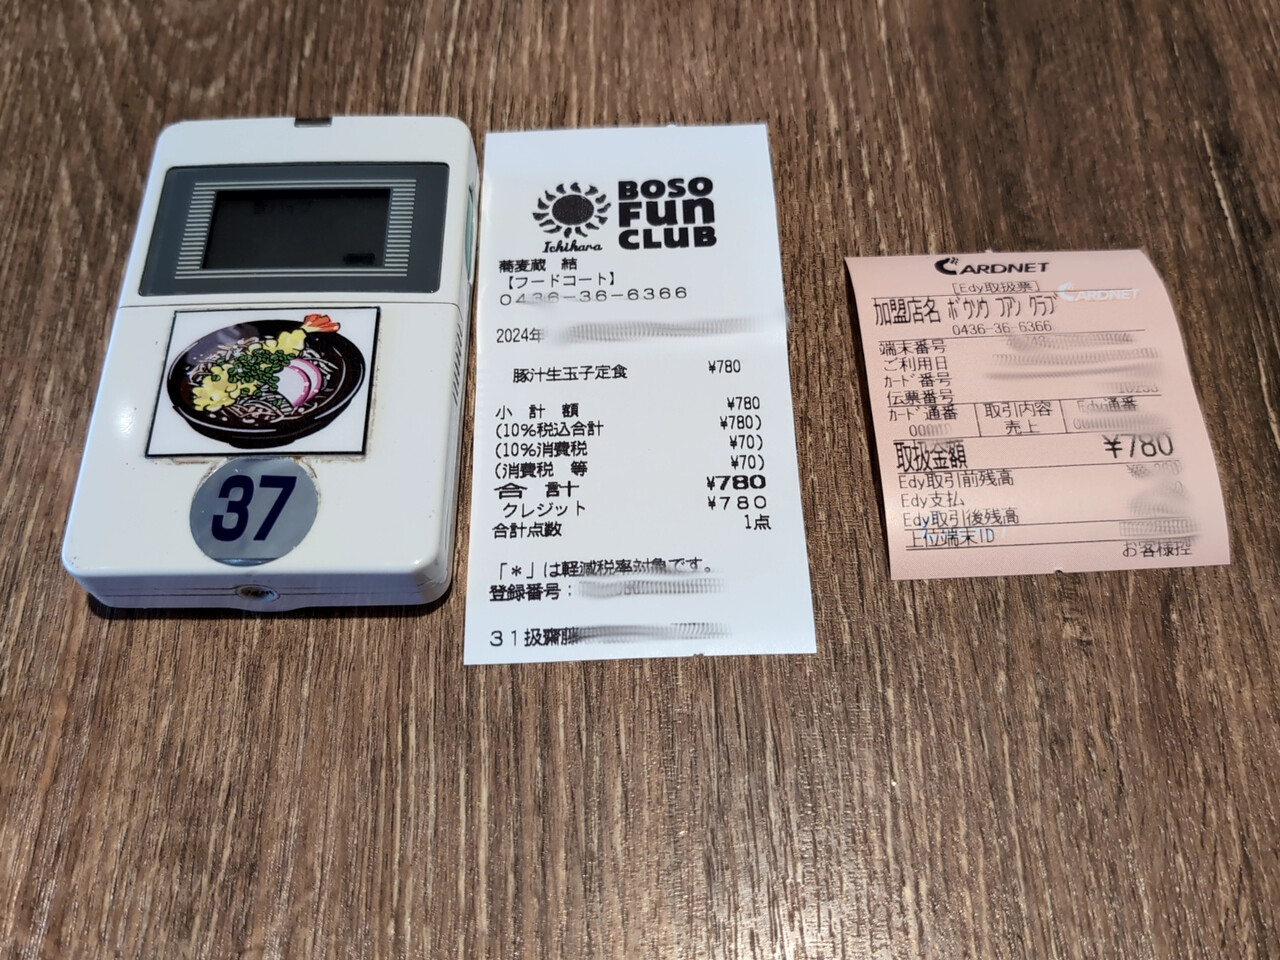 37
BOSO
FUN
CLUB
Ichihara
蕎麦蔵 結
【フードコート】
0436-36-6366
2024年
豚汁生玉子定食 ¥780
小計額 ¥780
(10%税込合計 ¥780)
(10%消費税 ¥70)
(消費税 等 ¥70)
合計 ¥780
クレジット ¥780
合計点数 1点
「*」は軽減税率対象です。
登録番号:
31扱齋藤
CARDNET
[Edy取扱票]
CARDNET
加盟店名 ボウソウ フアン クラブ
0436-36-6366
端末番号
ご利用日
カード番号
伝票番号
カード通番 取引内容 Edy通番
売上
取扱金額 ¥780
Edy取引前残高
Edy支払
Edy取引後残高
上位端末ID
お客様控